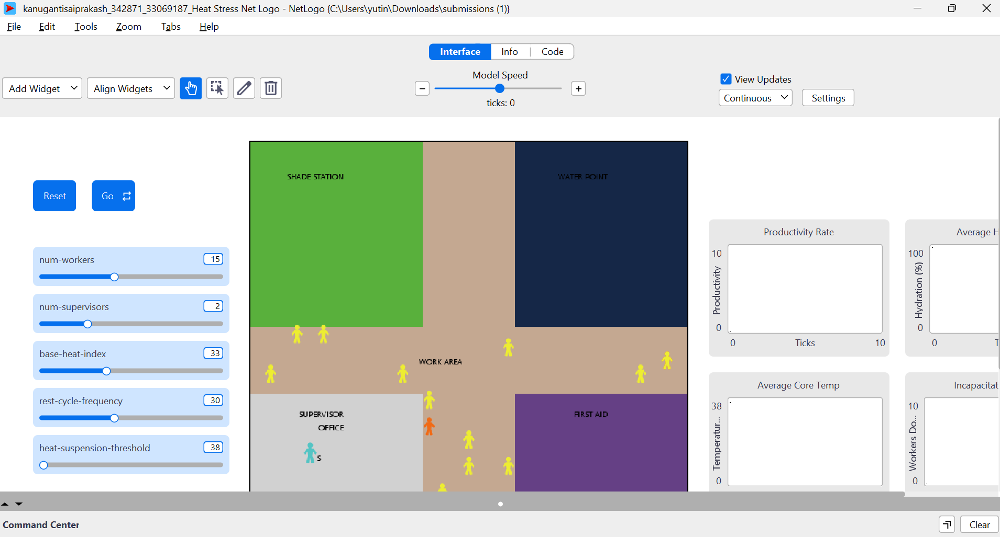 kanugantisaiprakash_342871_33069187_Heat Stress Net Logo - NetLogo {C:\Users\yutin\Downloads\submissions (1)}
File Edit Tools Zoom Tabs Help
Interface Info Code
Add Widget Align Widgets
Model Speed
ticks: 0
View Updates
Continuous Settings
Reset Go
num-workers 15
num-supervisors 2
base-heat-index 33
rest-cycle-frequency 30
heat-suspension-threshold 38
SHADE STATION
WATER POINT
WORK AREA
SUPERVISOR
OFFICE
S
FIRST AID
Productivity Rate
10
Productivity
0
0 Ticks 10
Average H
100
Hydration (%)
0
0 T
Average Core Temp
38
Temperatur...
0
Incapacitat
10
Workers Do...
0
Command Center
Clear